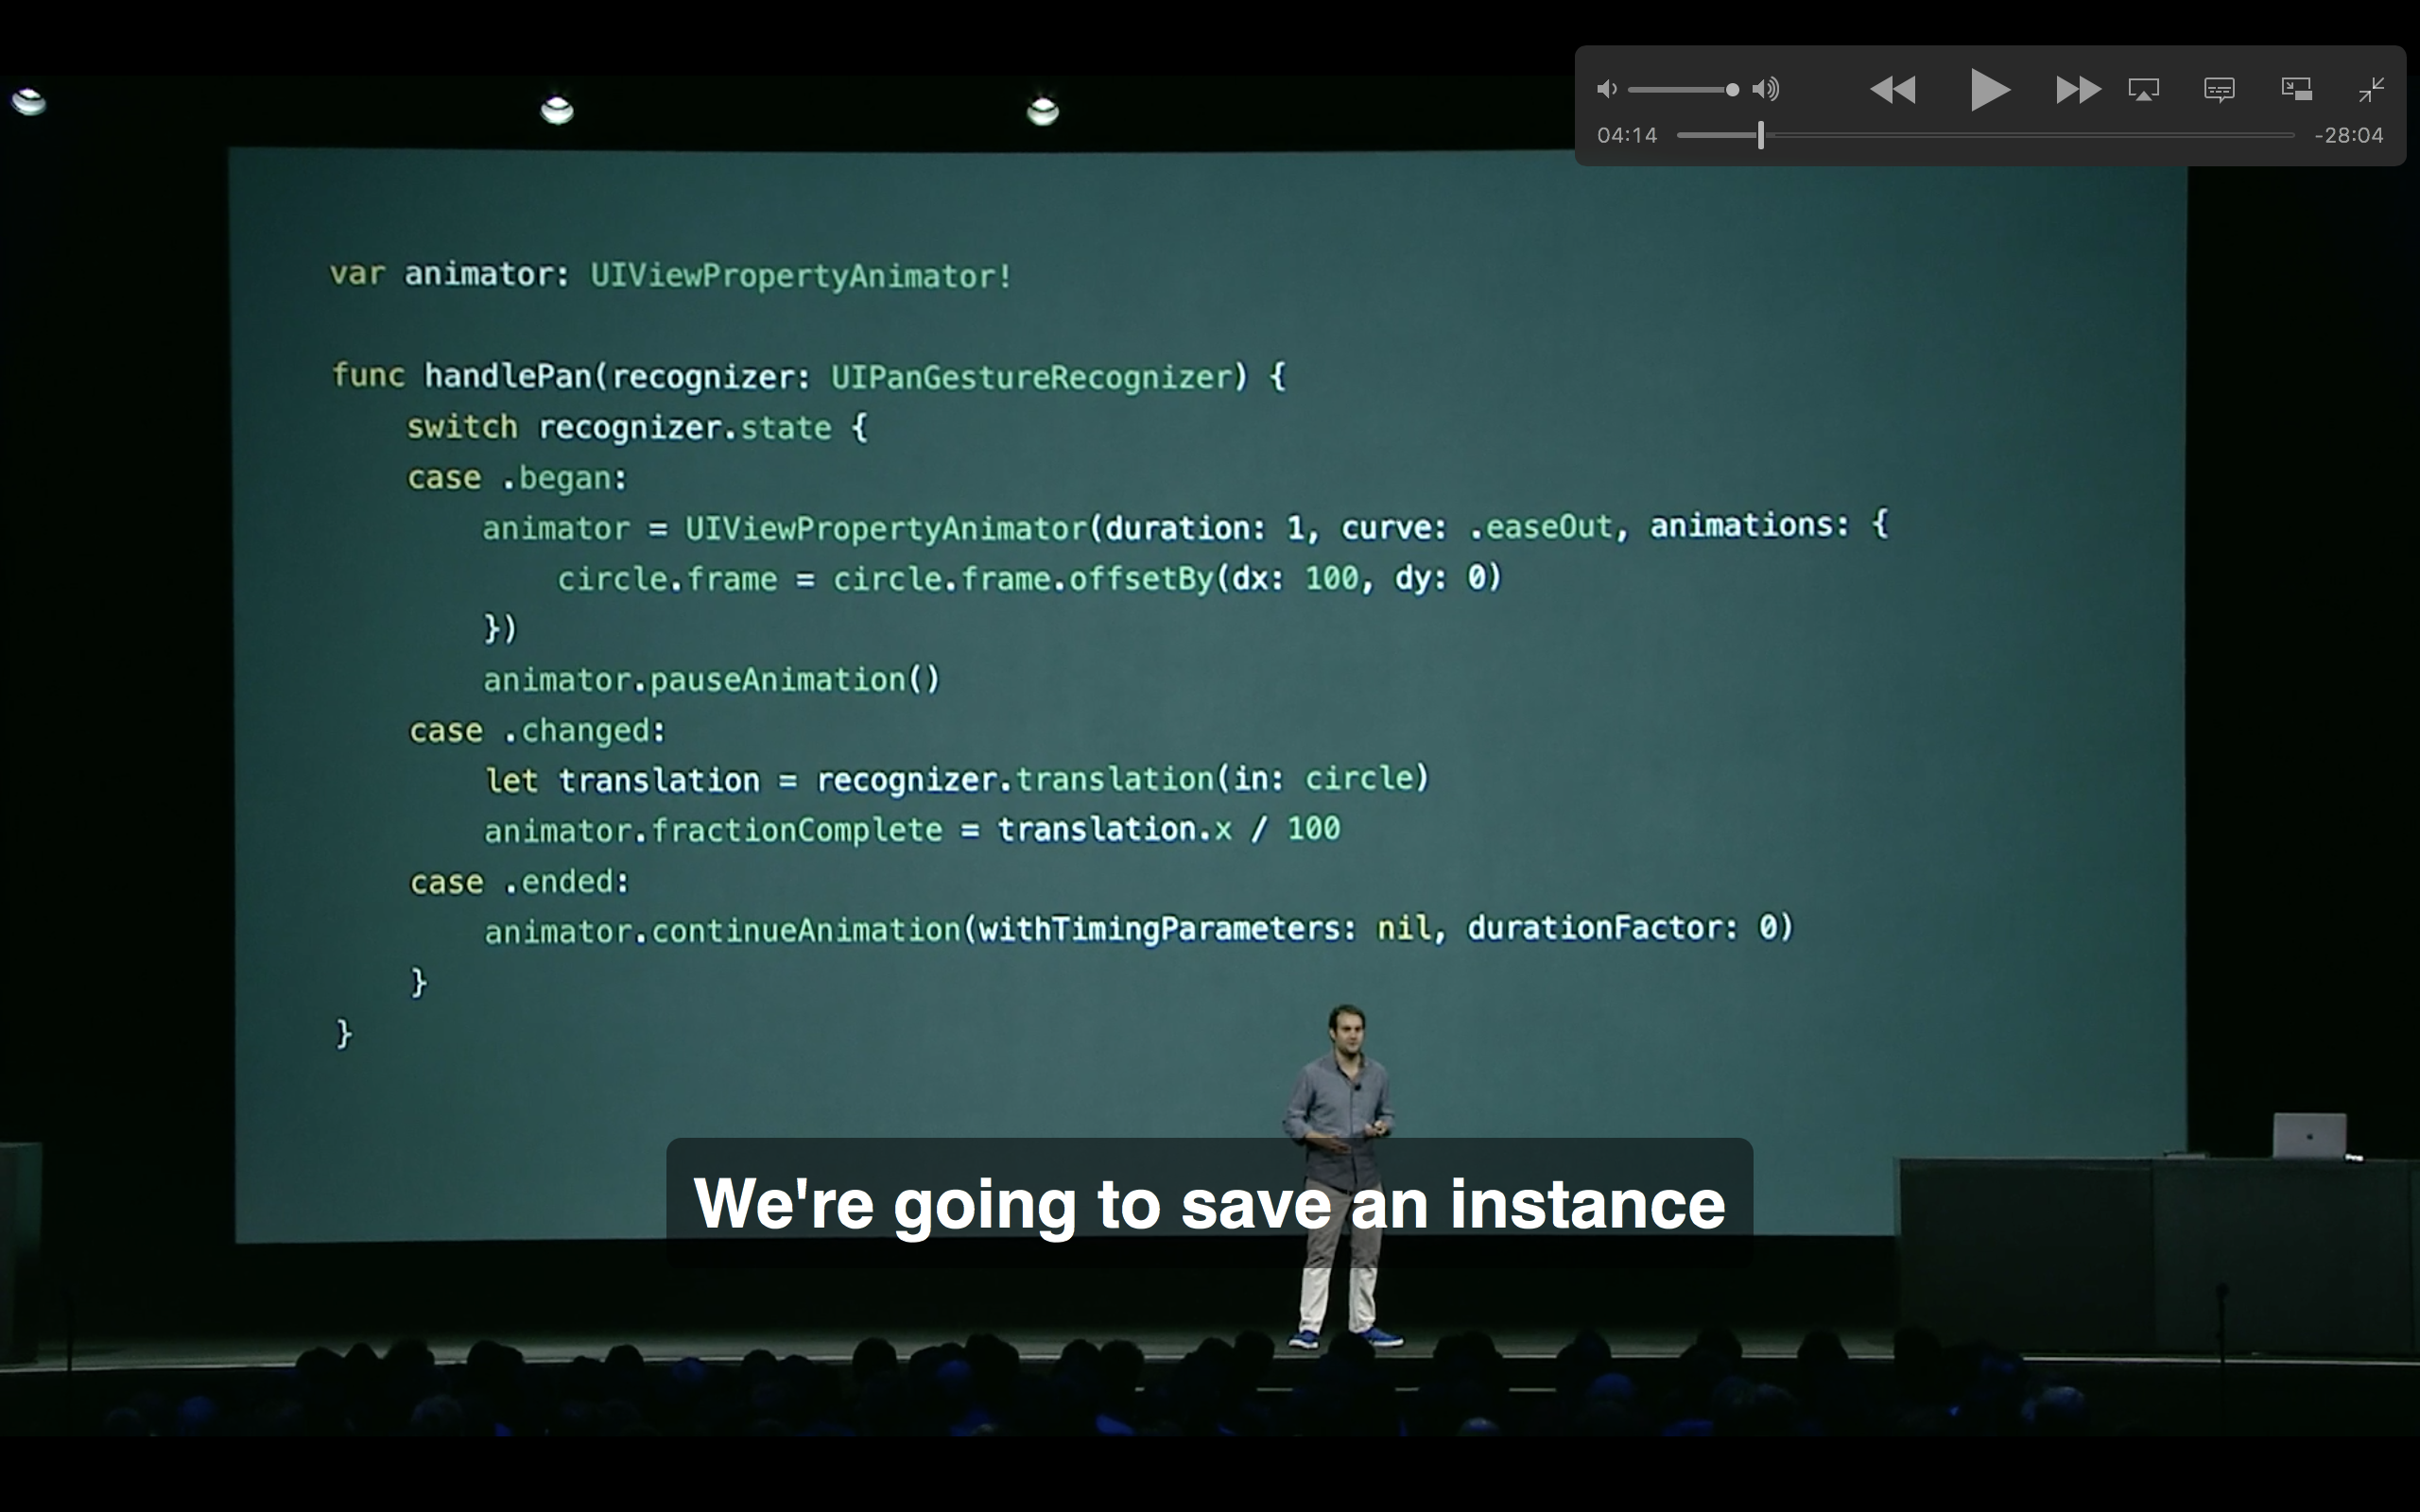 04:14
-28:04
var animator: UIViewPropertyAnimator!
func handlePan(recognizer: UIPanGestureRecognizer) {
switch recognizer.state {
case .began:
animator = UIViewPropertyAnimator(duration: 1, curve: .easeOut, animations: {
circle.frame = circle.frame.offsetBy(dx: 100, dy: 0)
})
animator.pauseAnimation()
case .changed:
let translation = recognizer.translation(in: circle)
animator.fractionComplete = translation.x / 100
case .ended:
animator.continueAnimation(withTimingParameters: nil, durationFactor: 0)
}
}
We're going to save an instance